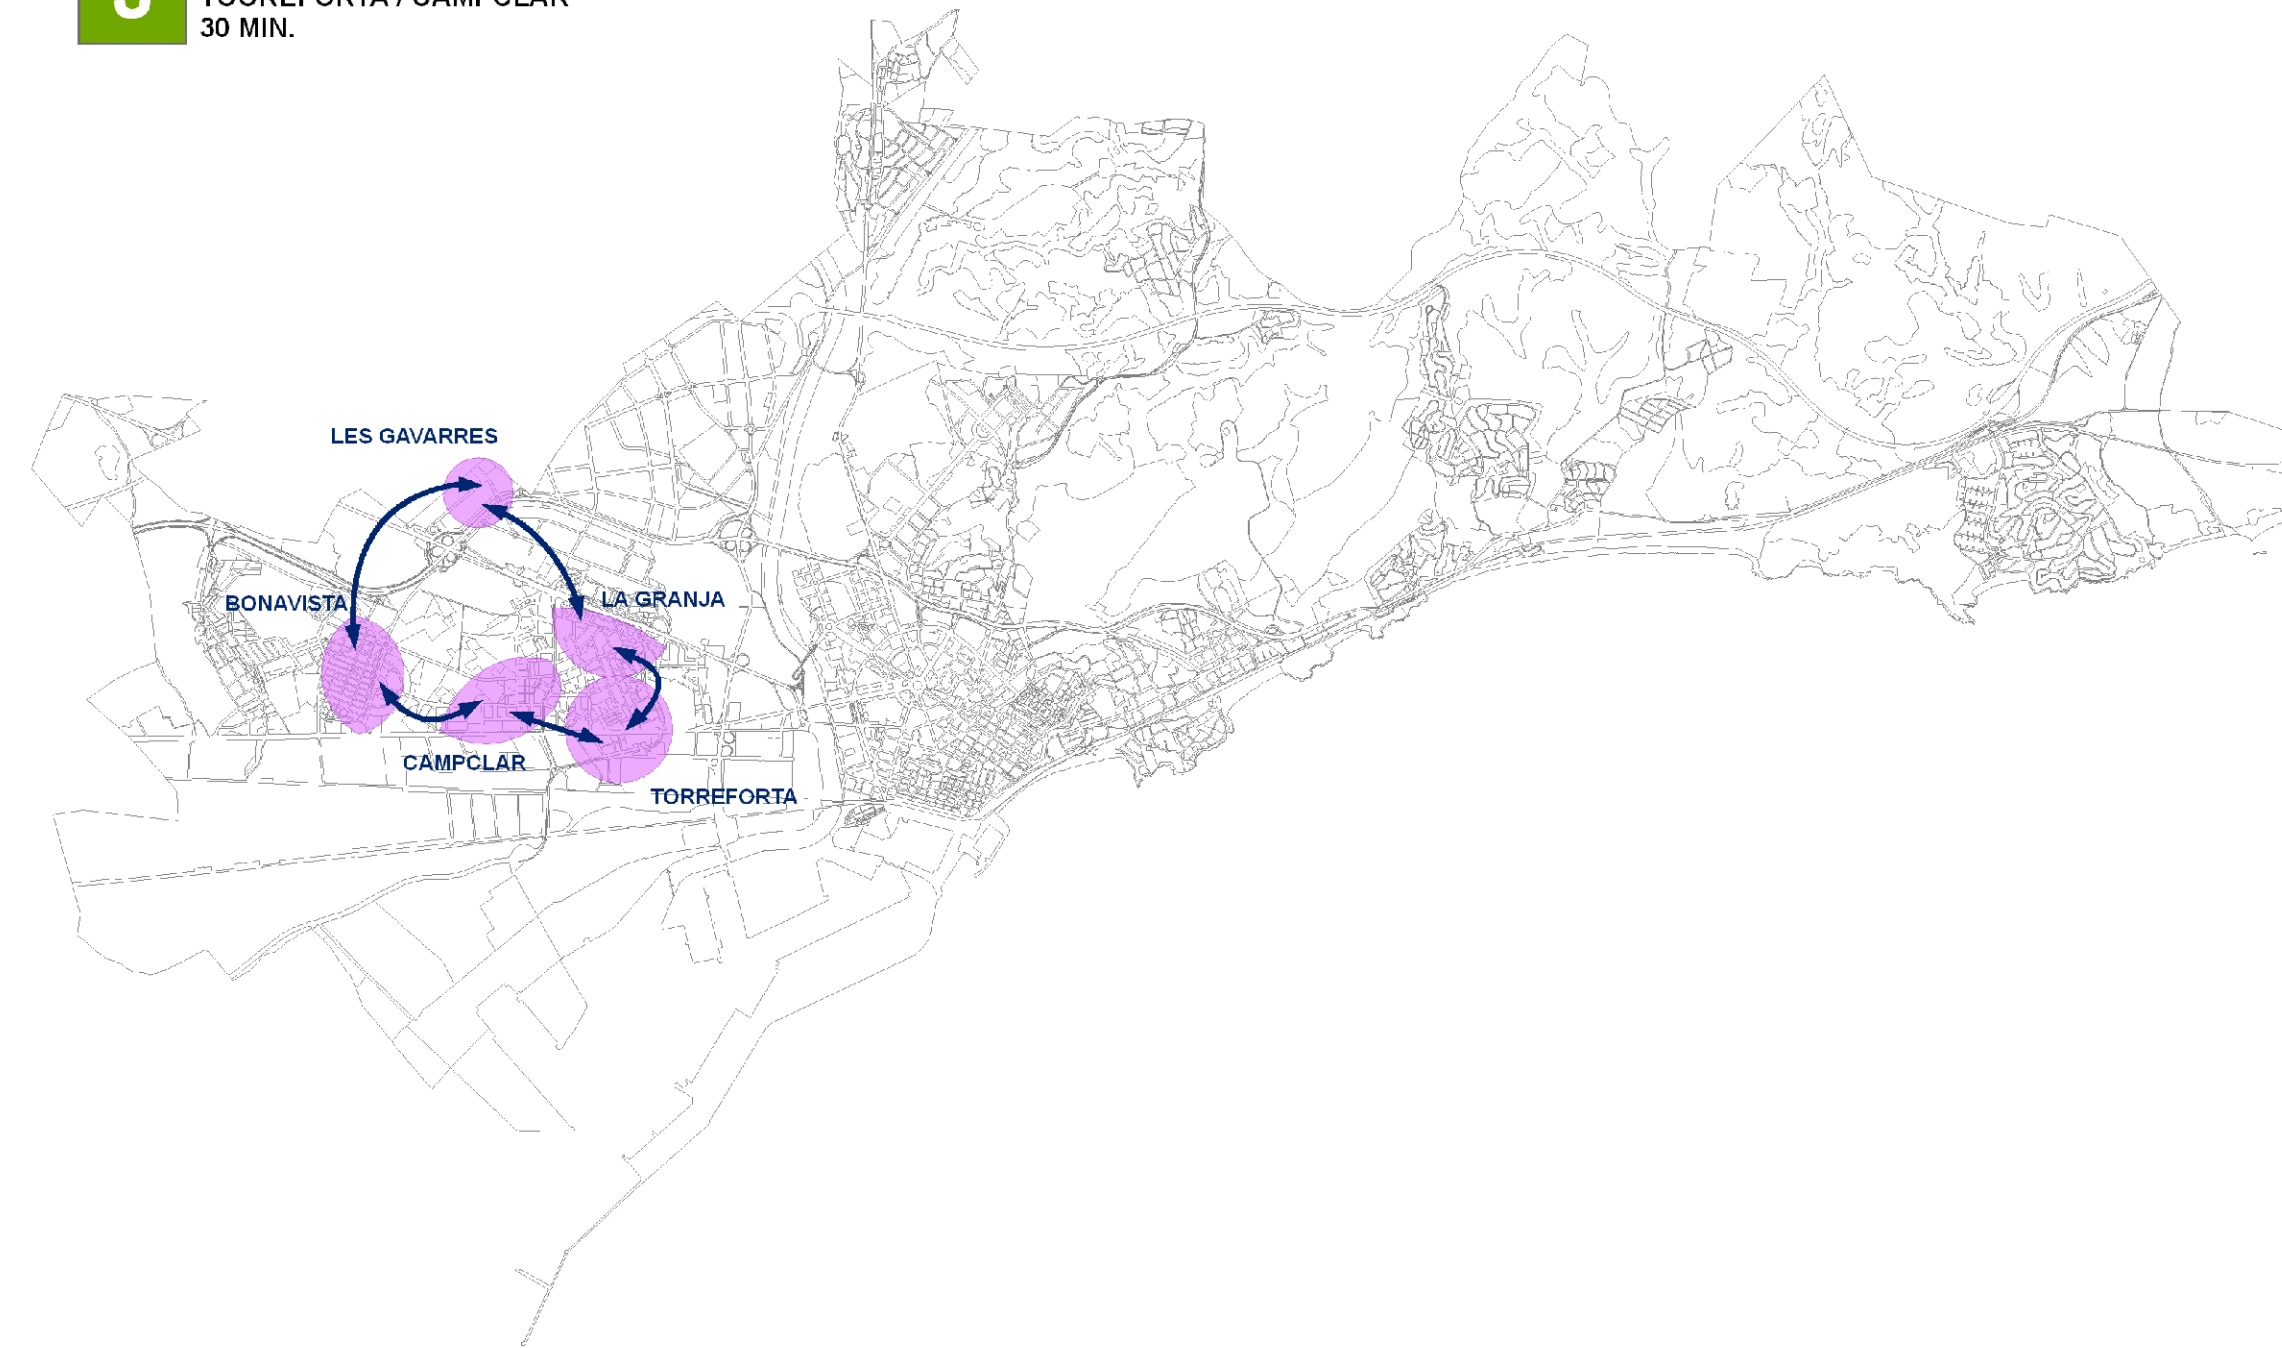 30 MIN.
LES GAVARRES
BONAVISTA
LA GRANJA
CAMPCLAR
TORREFORTA